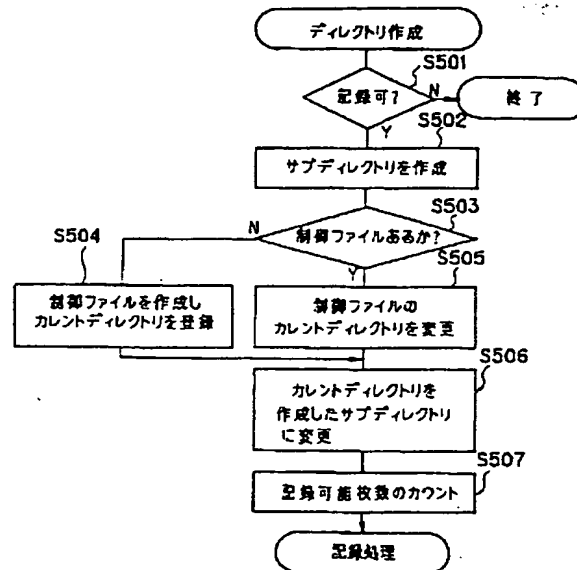 ディレクトリ作成
S501
記録可?
N
終了
Y
S502
サブディレクトリを作成
S503
制御ファイルあるか?
N
Y
S504
制御ファイルを作成し
カレントディレクトリを登録
S505
制御ファイルの
カレントディレクトリを変更
S506
カレントディレクトリを
作成したサブディレクトリ
に変更
S507
記録可能枚数のカウント
記録処理